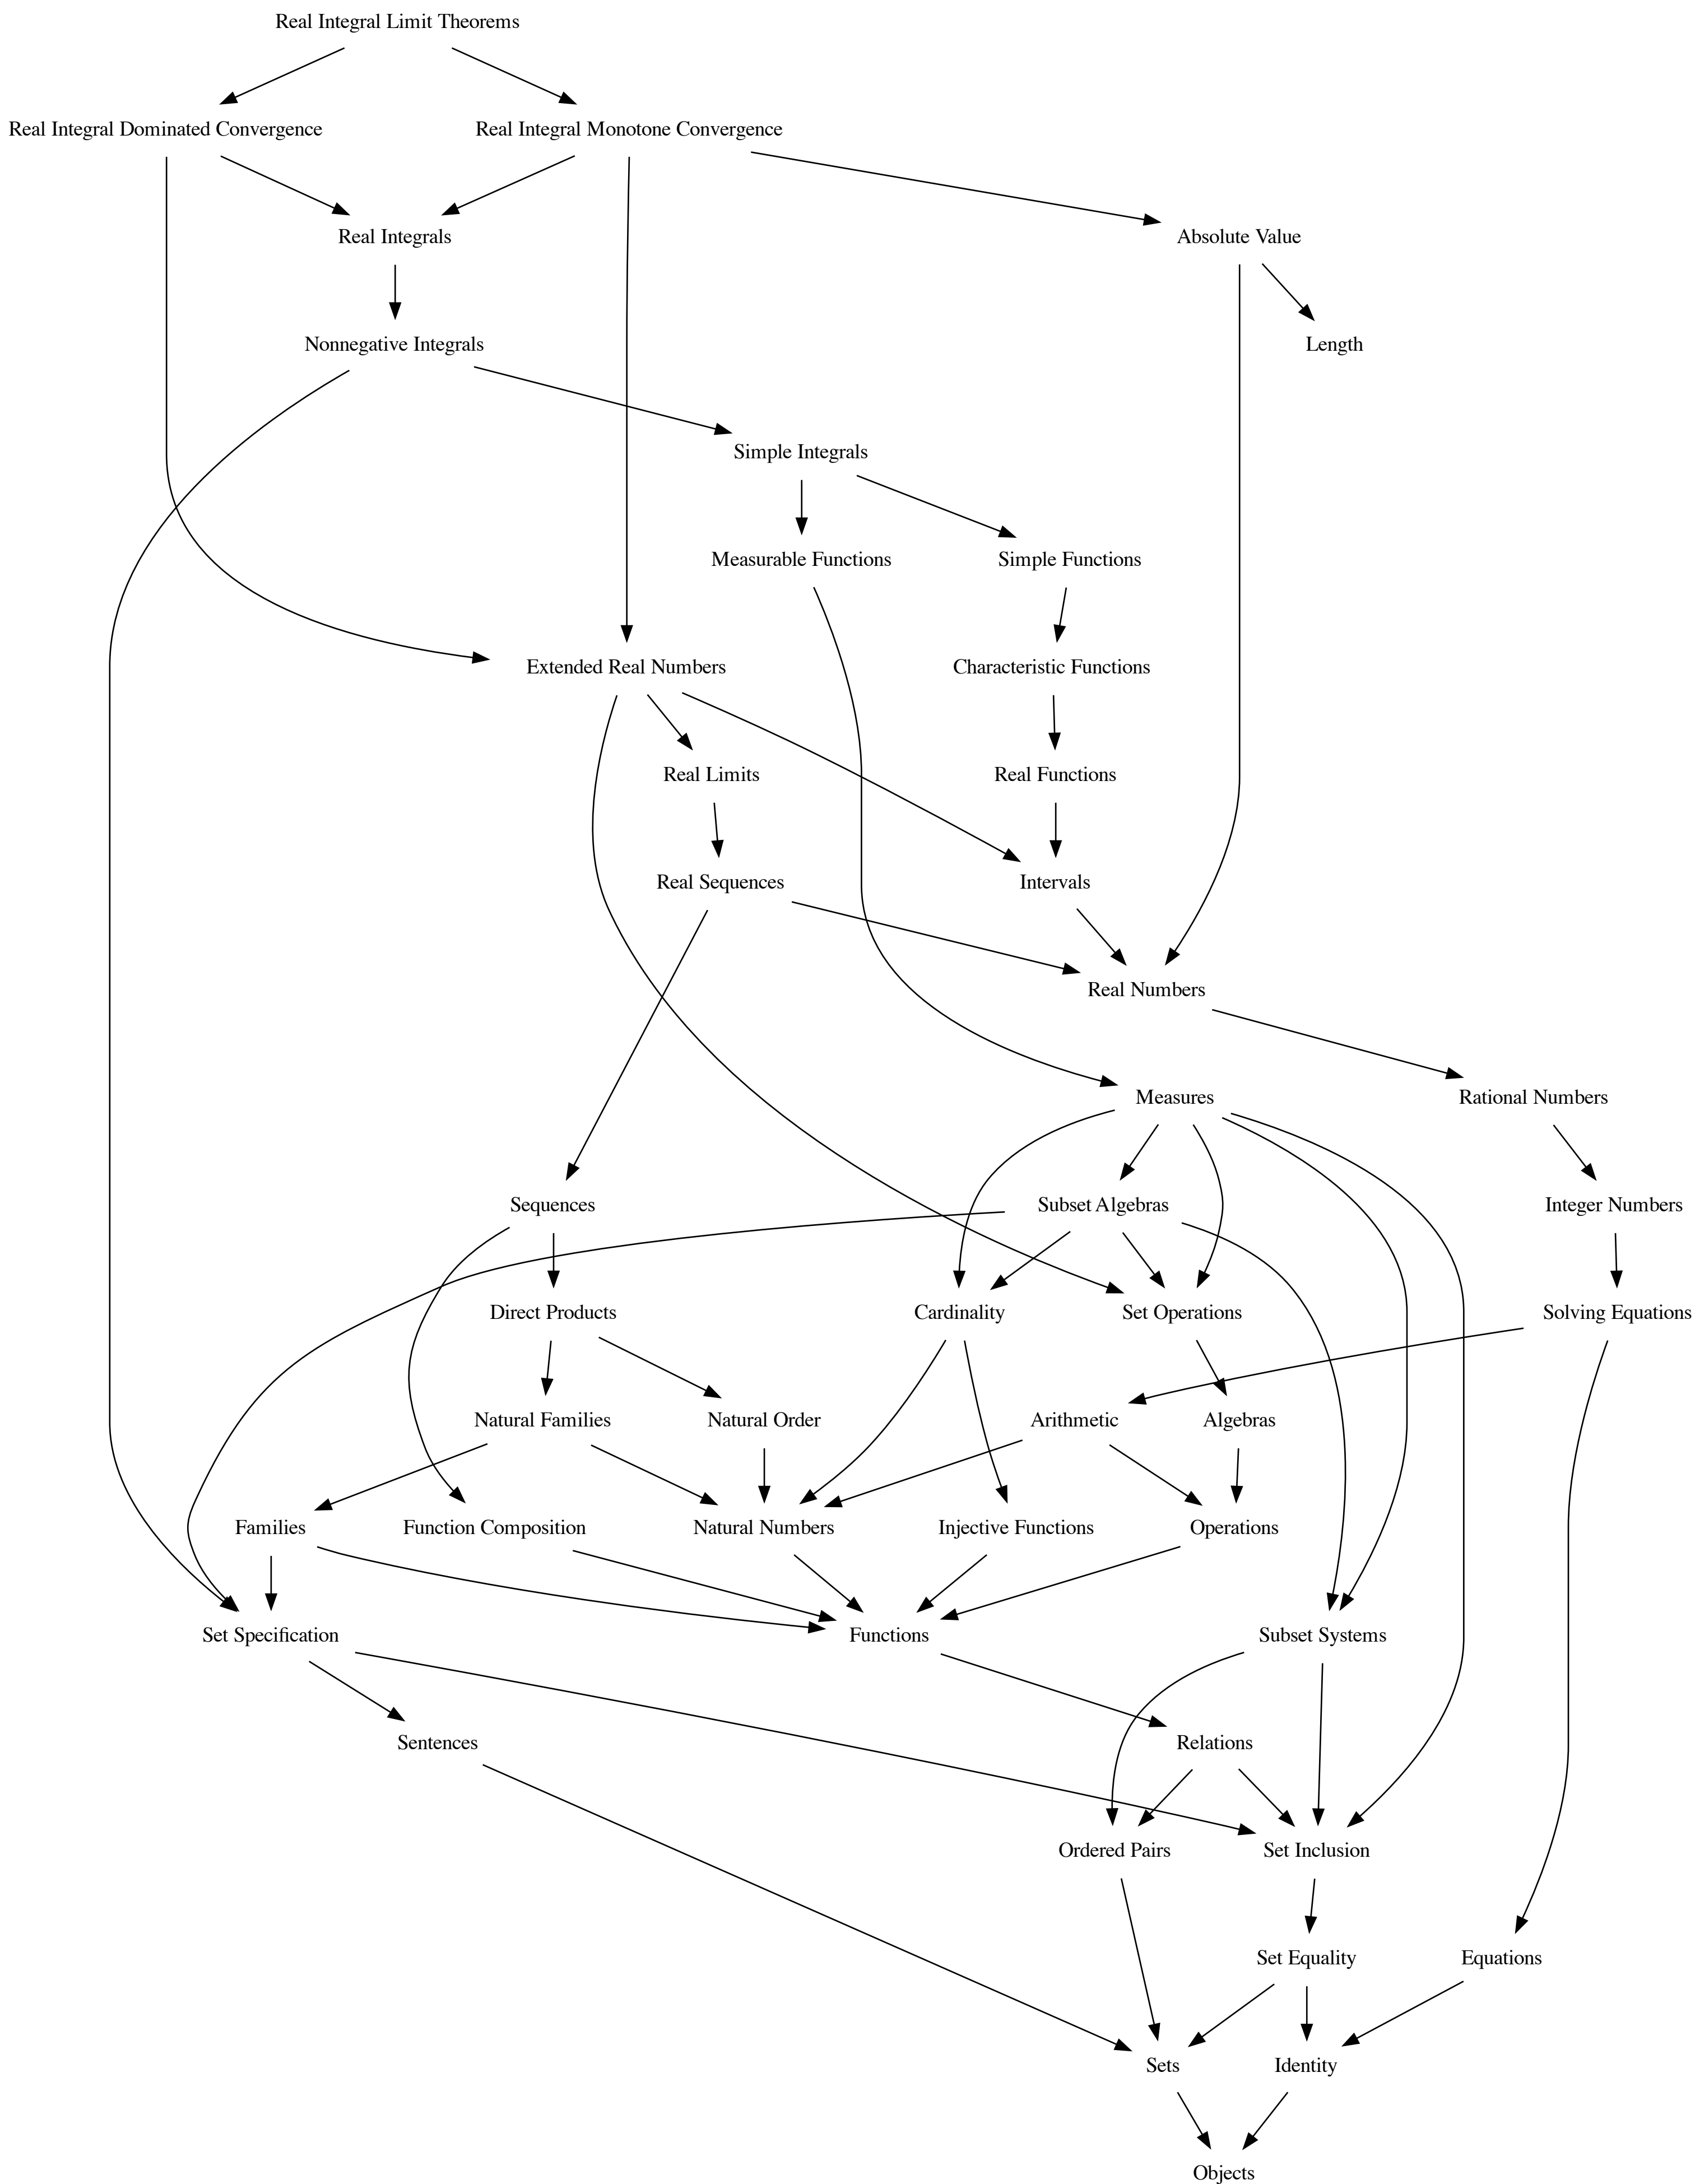 Real Integral Limit Theorems
Real Integral Dominated Convergence
Real Integral Monotone Convergence
Real Integrals
Absolute Value
Nonnegative Integrals
Length
Simple Integrals
Measurable Functions
Simple Functions
Extended Real Numbers
Characteristic Functions
Real Limits
Real Functions
Real Sequences
Intervals
Real Numbers
Measures
Rational Numbers
Sequences
Subset Algebras
Integer Numbers
Direct Products
Cardinality
Set Operations
Solving Equations
Natural Families
Natural Order
Arithmetic
Algebras
Families
Function Composition
Natural Numbers
Injective Functions
Operations
Set Specification
Functions
Subset Systems
Sentences
Relations
Ordered Pairs
Set Inclusion
Set Equality
Equations
Sets
Identity
Objects